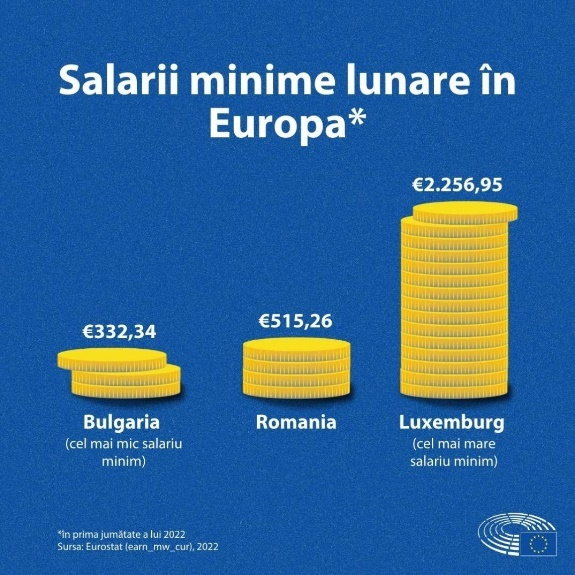 Salarii minime lunare în
Europa*
€2.256,95
€332,34
€515,26
Bulgaria
(cel mai mic salariu
minim)
Romania
Luxemburg
(cel mai mare
salariu minim)
*în prima jumătate a lui 2022
Sursa: Eurostat (earn_mw_cur), 2022